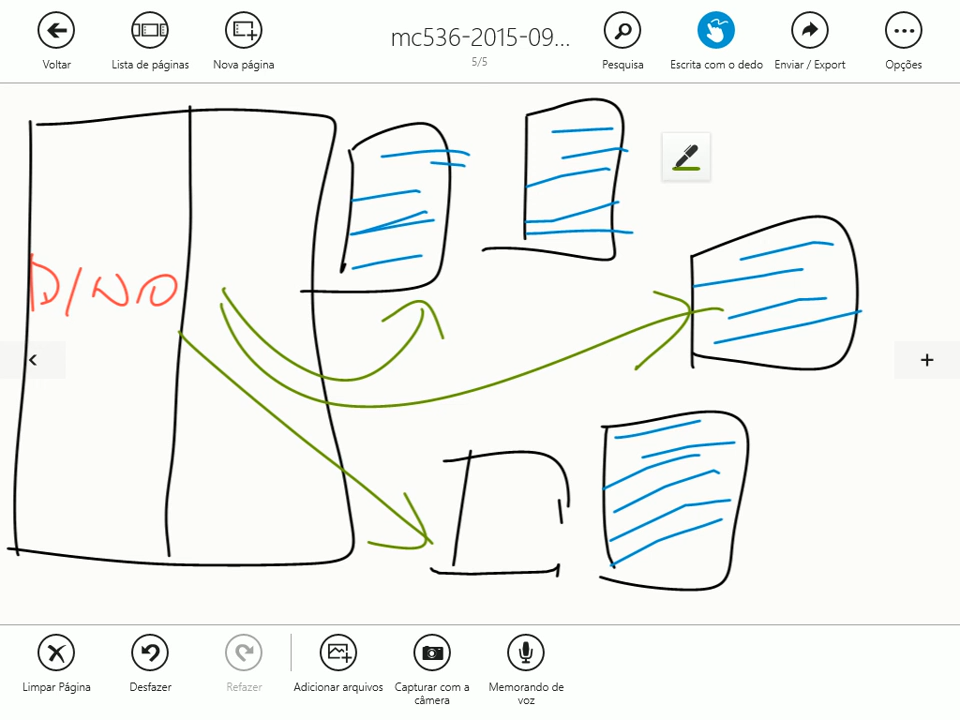 mc536-2015-09...
5/5
Voltar
Lista de páginas
Nova página
Pesquisa
Escrita com o dedo
Enviar / Export
Opções
D/NO
Limpar Página
Desfazer
Refazer
Adicionar arquivos
Capturar com a
câmera
Memorando de
voz